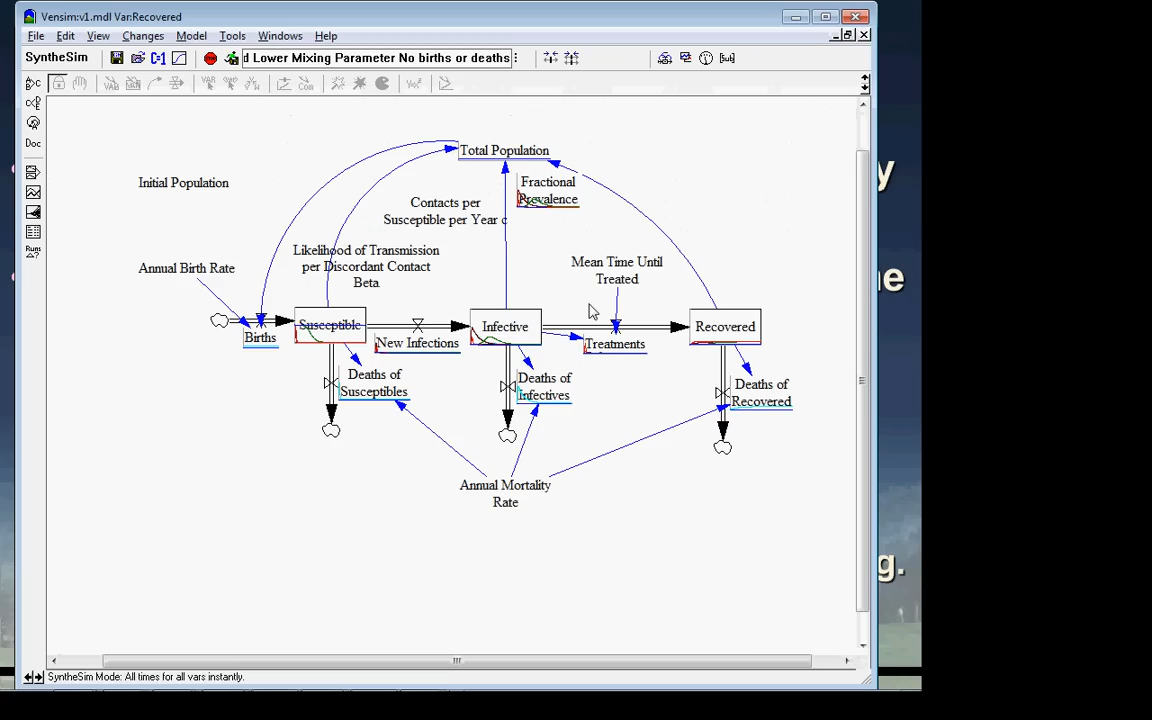 Vensim:v1.mdl Var:Recovered
File Edit View Changes Model Tools Windows Help
SyntheSim
d Lower Mixing Parameter No births or deaths
Doc
Runs
Total Population
Initial Population
Fractional
Prevalence
Contacts per
Susceptible per Year c
Likelihood of Transmission
per Discordant Contact
Beta
Annual Birth Rate
Mean Time Until
Treated
Births
Susceptible
New Infections
Infective
Treatments
Recovered
Deaths of
Susceptibles
Deaths of
Infectives
Deaths of
Recovered
Annual Mortality
Rate
SyntheSim Mode: All times for all vars instantly.
y
ne
g.